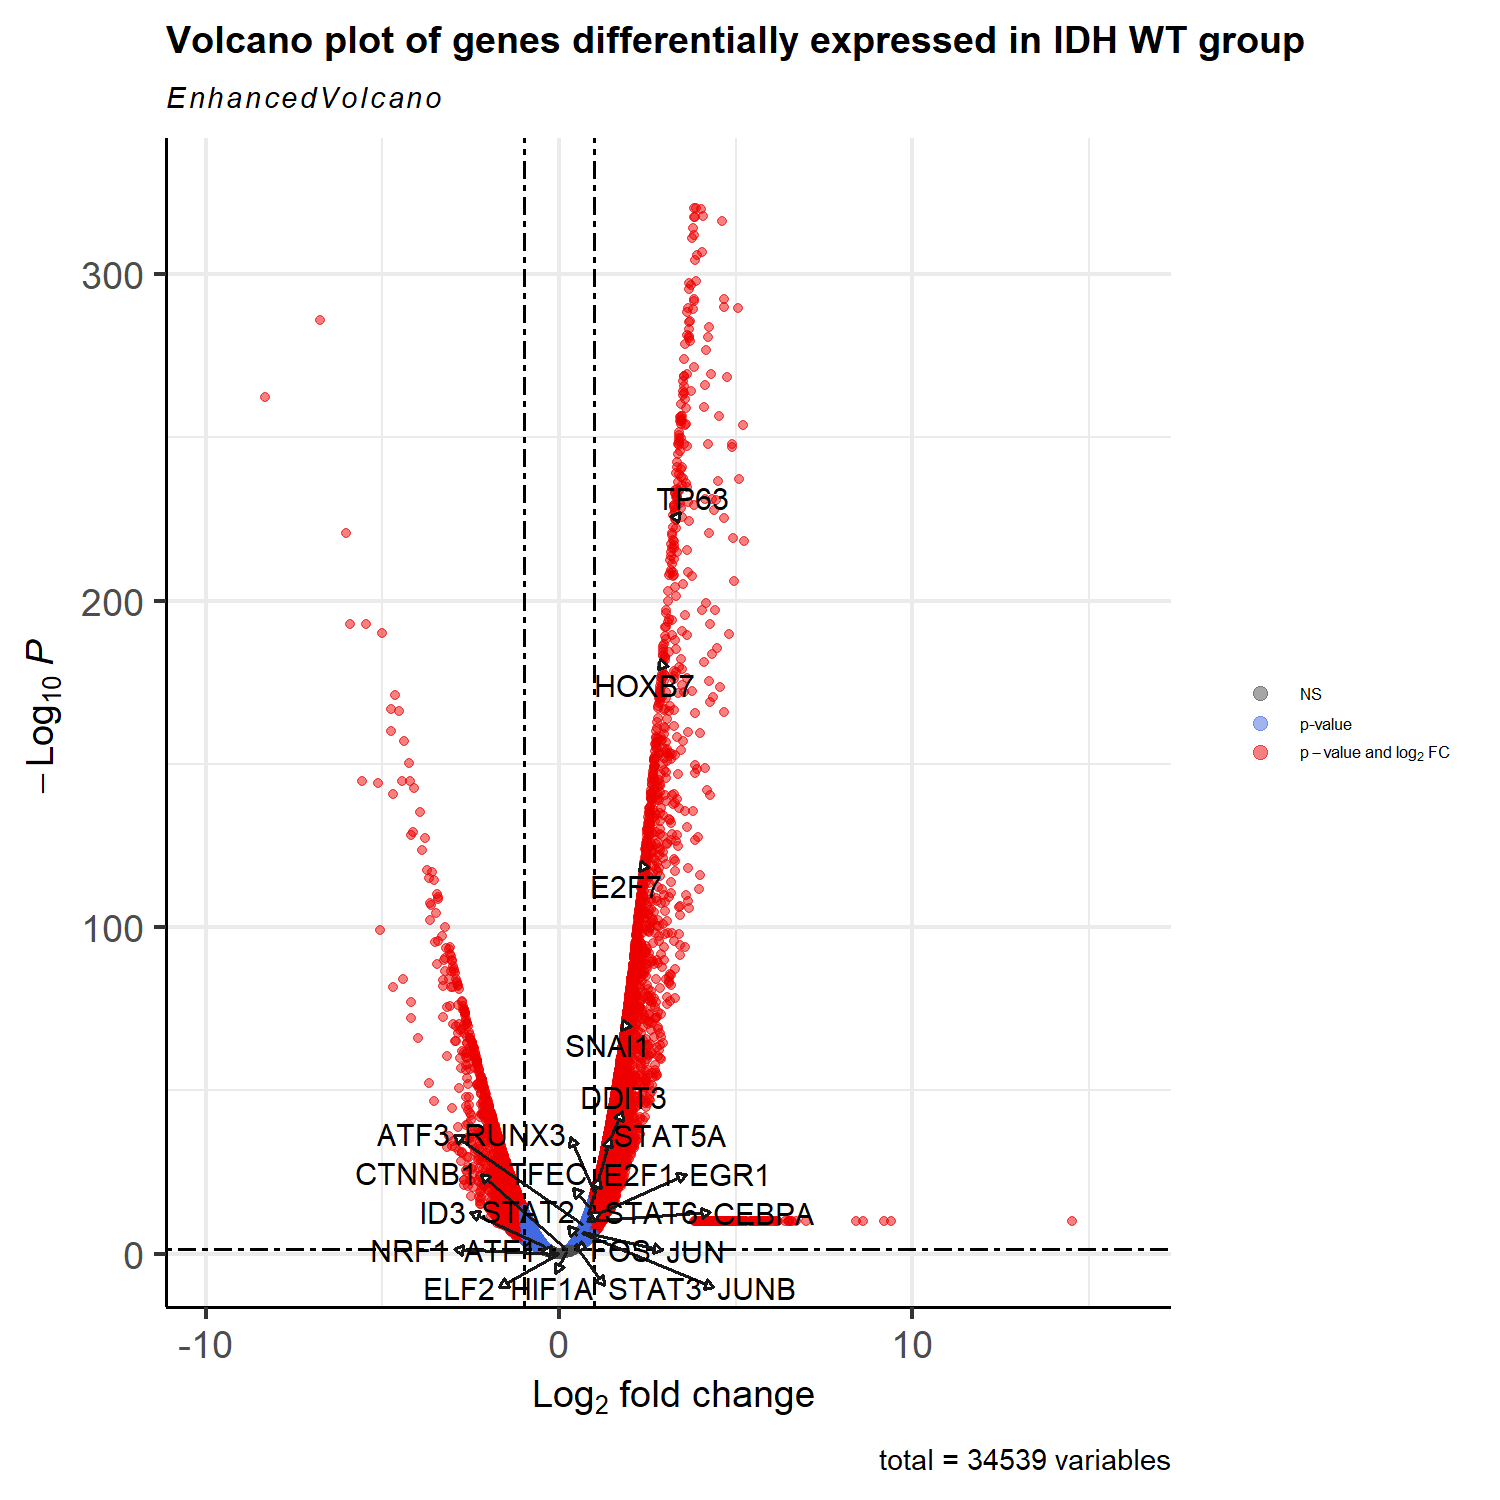 Volcano plot of genes differentially expressed in IDH WT group
EnhancedVolcano
300
200
100
0
−Log10 P
TP63
HOXB7
E2F7
SNAI1
DDIT3
ATF3 RUNX3 STAT5A
CTNNB1 TFEC E2F1 EGR1
ID3 STAT2 STAT6 CEBPA
NRF1 ATF1 FOS JUN
ELF2 HIF1A STAT3 JUNB
-10 0 10
Log2 fold change
NS
p-value
p − value and log2 FC
total = 34539 variables